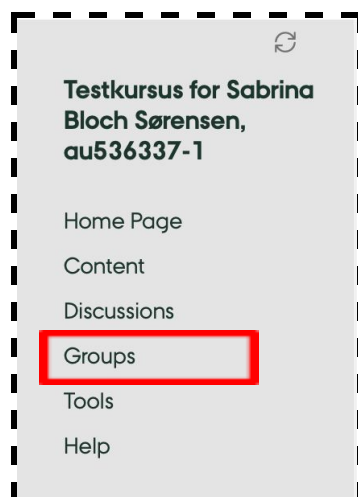 Testkursus for Sabrina
Bloch Sørensen,
au536337-1
Home Page
Content
Discussions
Groups
Tools
Help